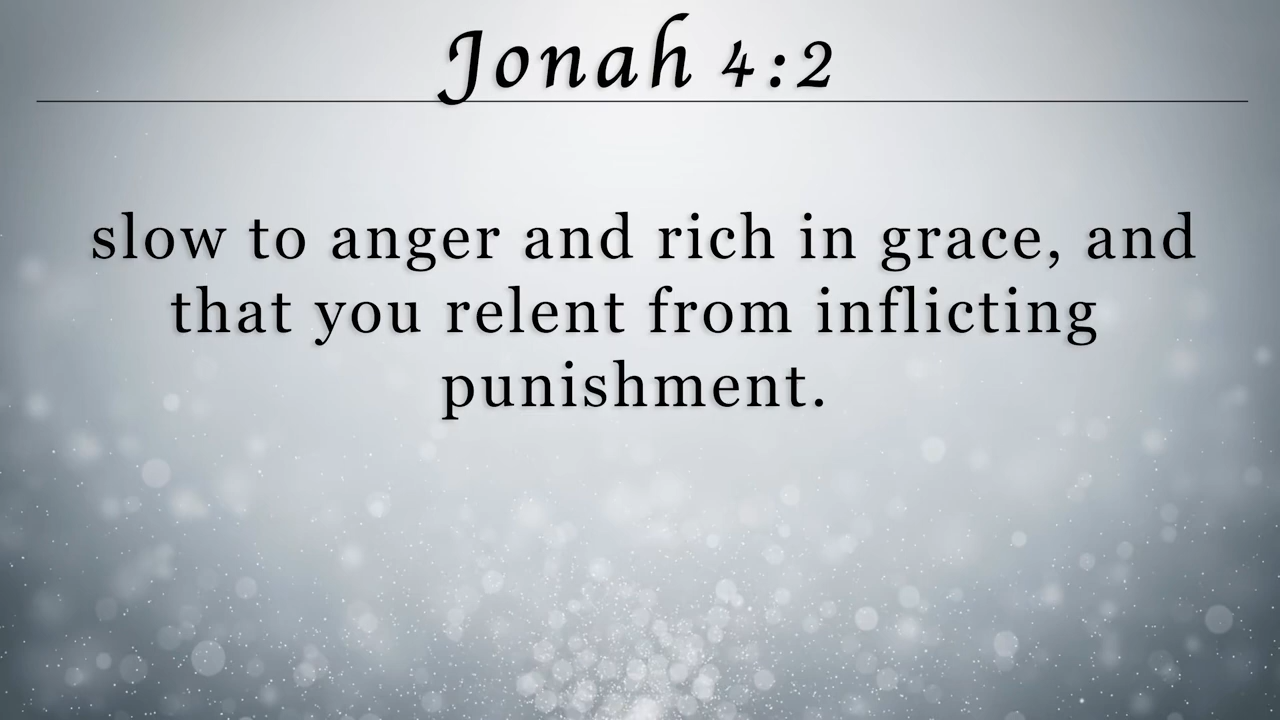 Jonah 4:2
slow to anger and rich in grace, and
that you relent from inflicting
punishment.